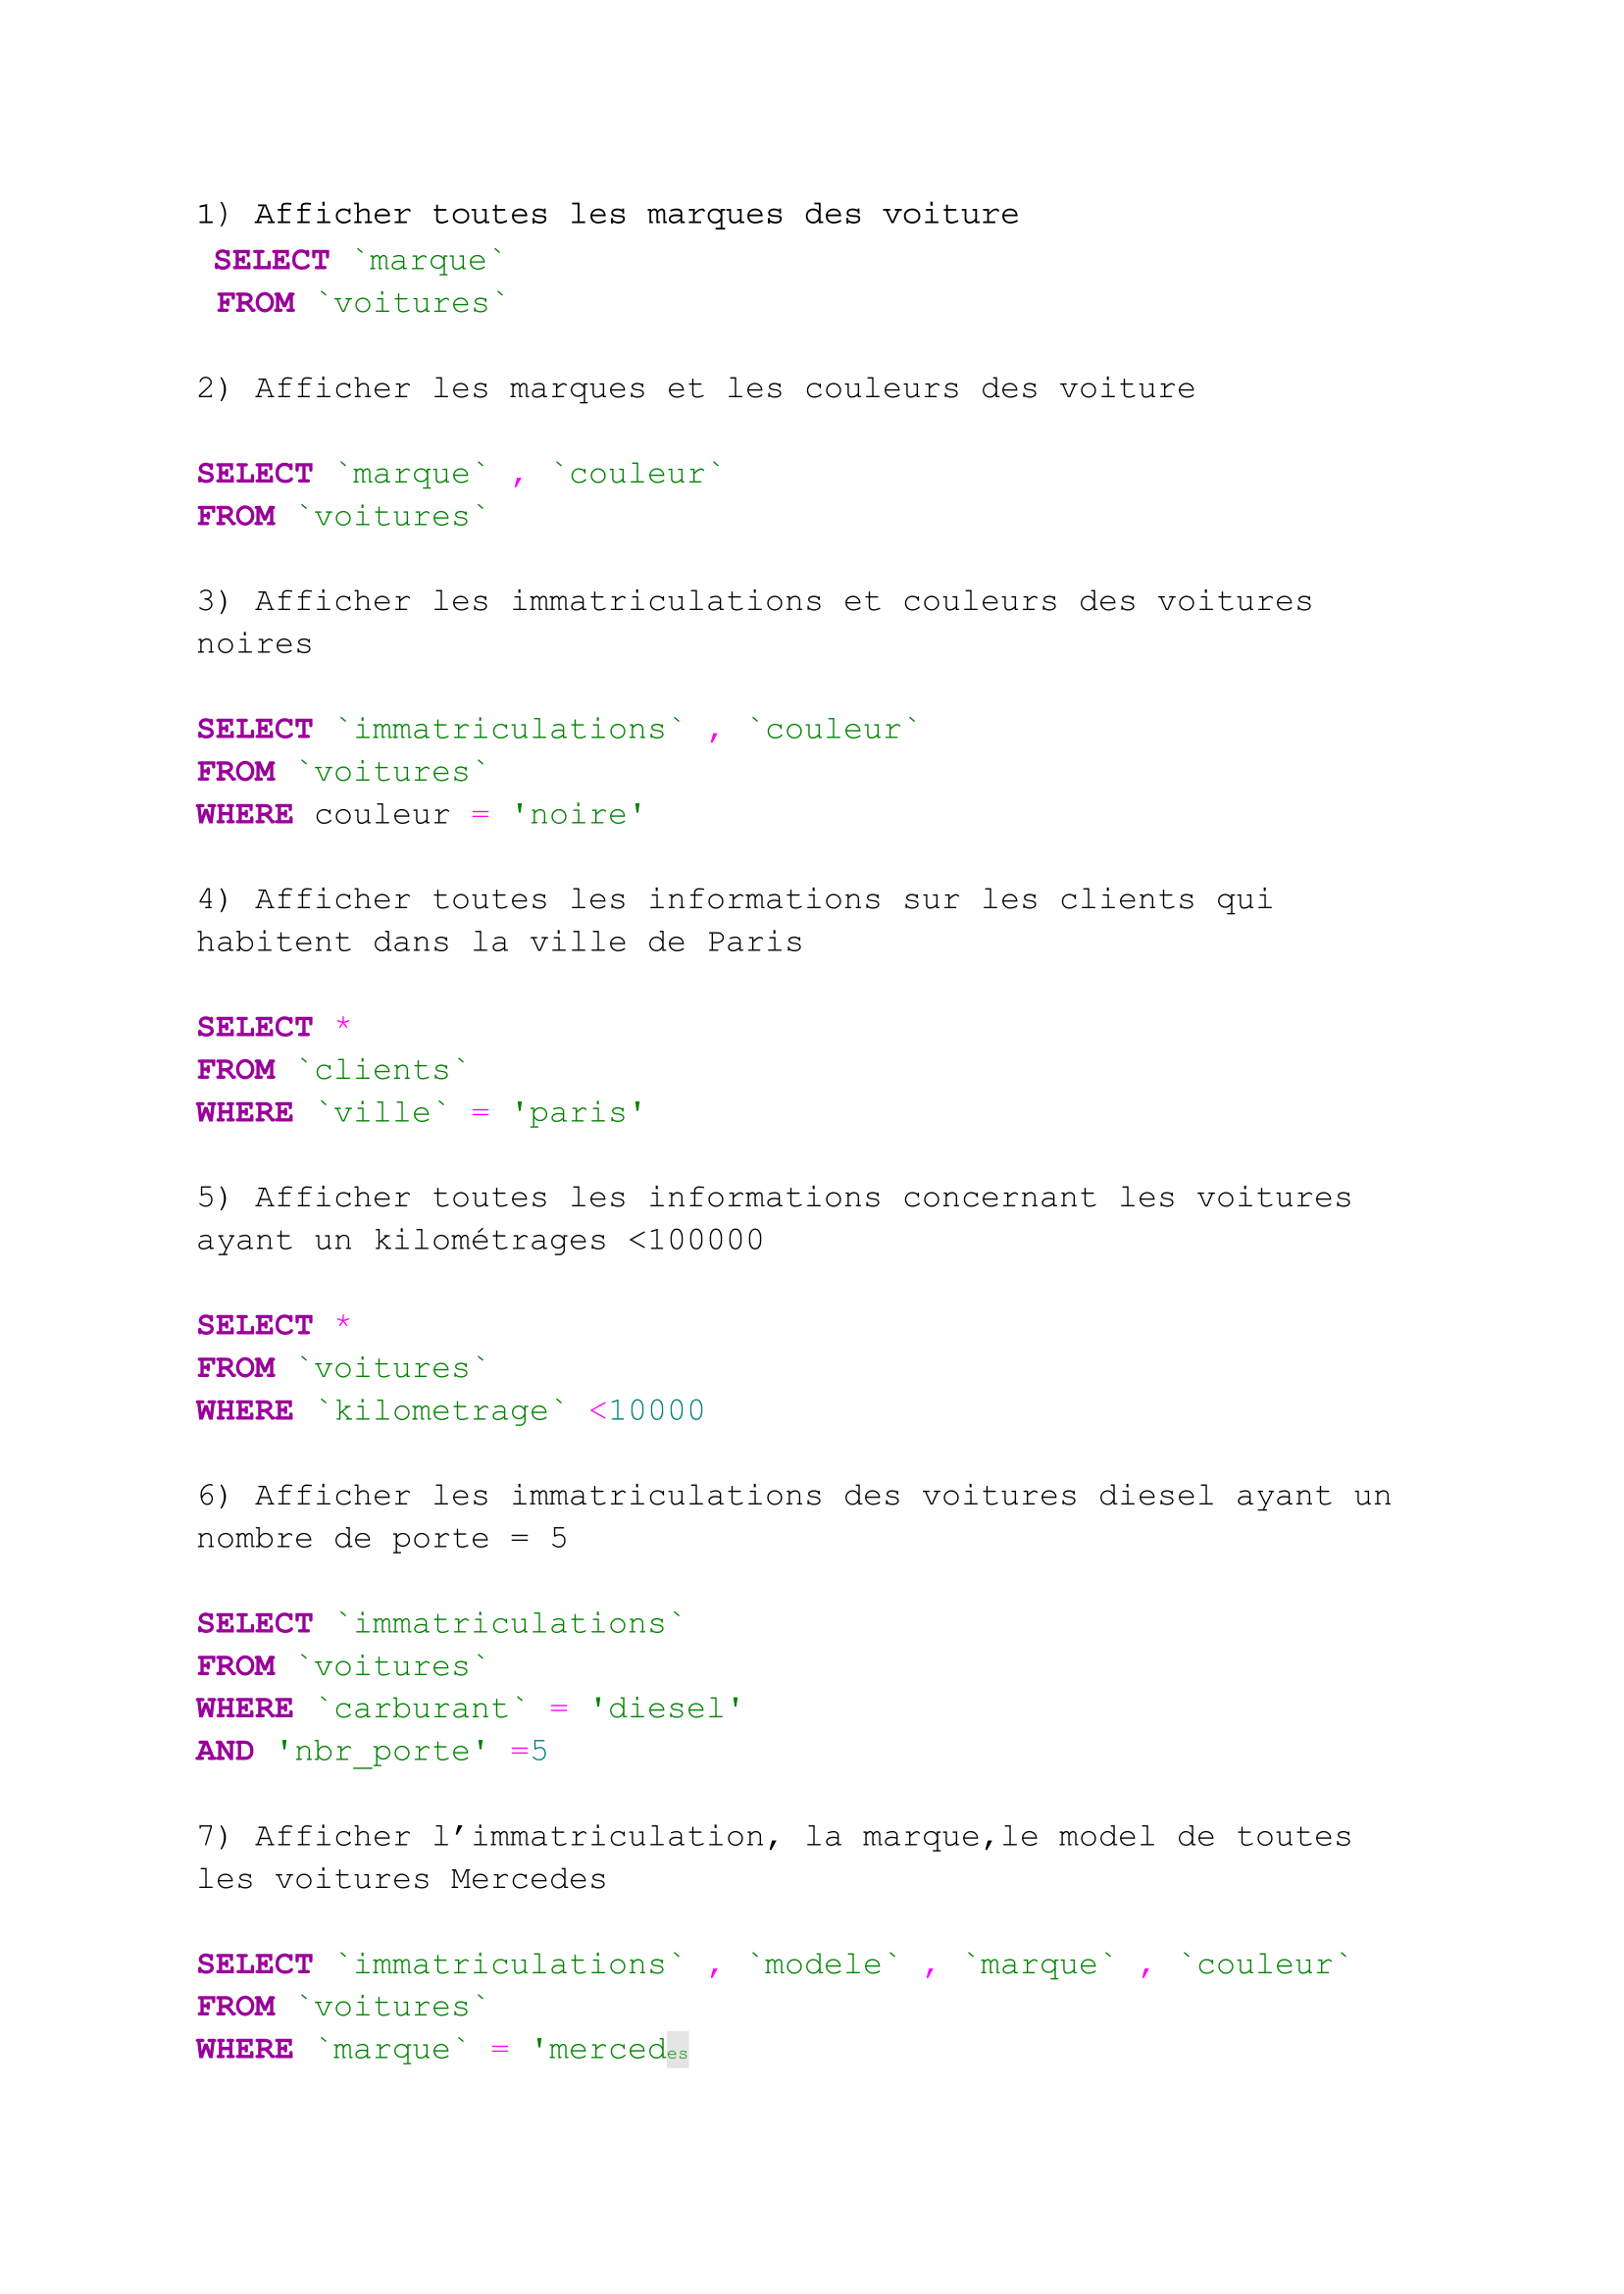 1) Afficher toutes les marques des voiture
SELECT `marque`
FROM `voitures`
2) Afficher les marques et les couleurs des voiture
SELECT `marque` , `couleur`
FROM `voitures`
3) Afficher les immatriculations et couleurs des voitures
noires
SELECT `immatriculations` , `couleur`
FROM `voitures`
WHERE couleur = 'noire'
4) Afficher toutes les informations sur les clients qui
habitent dans la ville de Paris
SELECT *
FROM `clients`
WHERE `ville` = 'paris'
5) Afficher toutes les informations concernant les voitures
ayant un kilométrages <100000
SELECT *
FROM `voitures`
WHERE `kilometrage` <10000
6) Afficher les immatriculations des voitures diesel ayant un
nombre de porte = 5
SELECT `immatriculations`
FROM `voitures`
WHERE `carburant` = 'diesel'
AND 'nbr_porte' =5
7) Afficher l’immatriculation, la marque,le model de toutes
les voitures Mercedes
SELECT `immatriculations` , `modele` , `marque` , `couleur`
FROM `voitures`
WHERE `marque` = 'mercedes